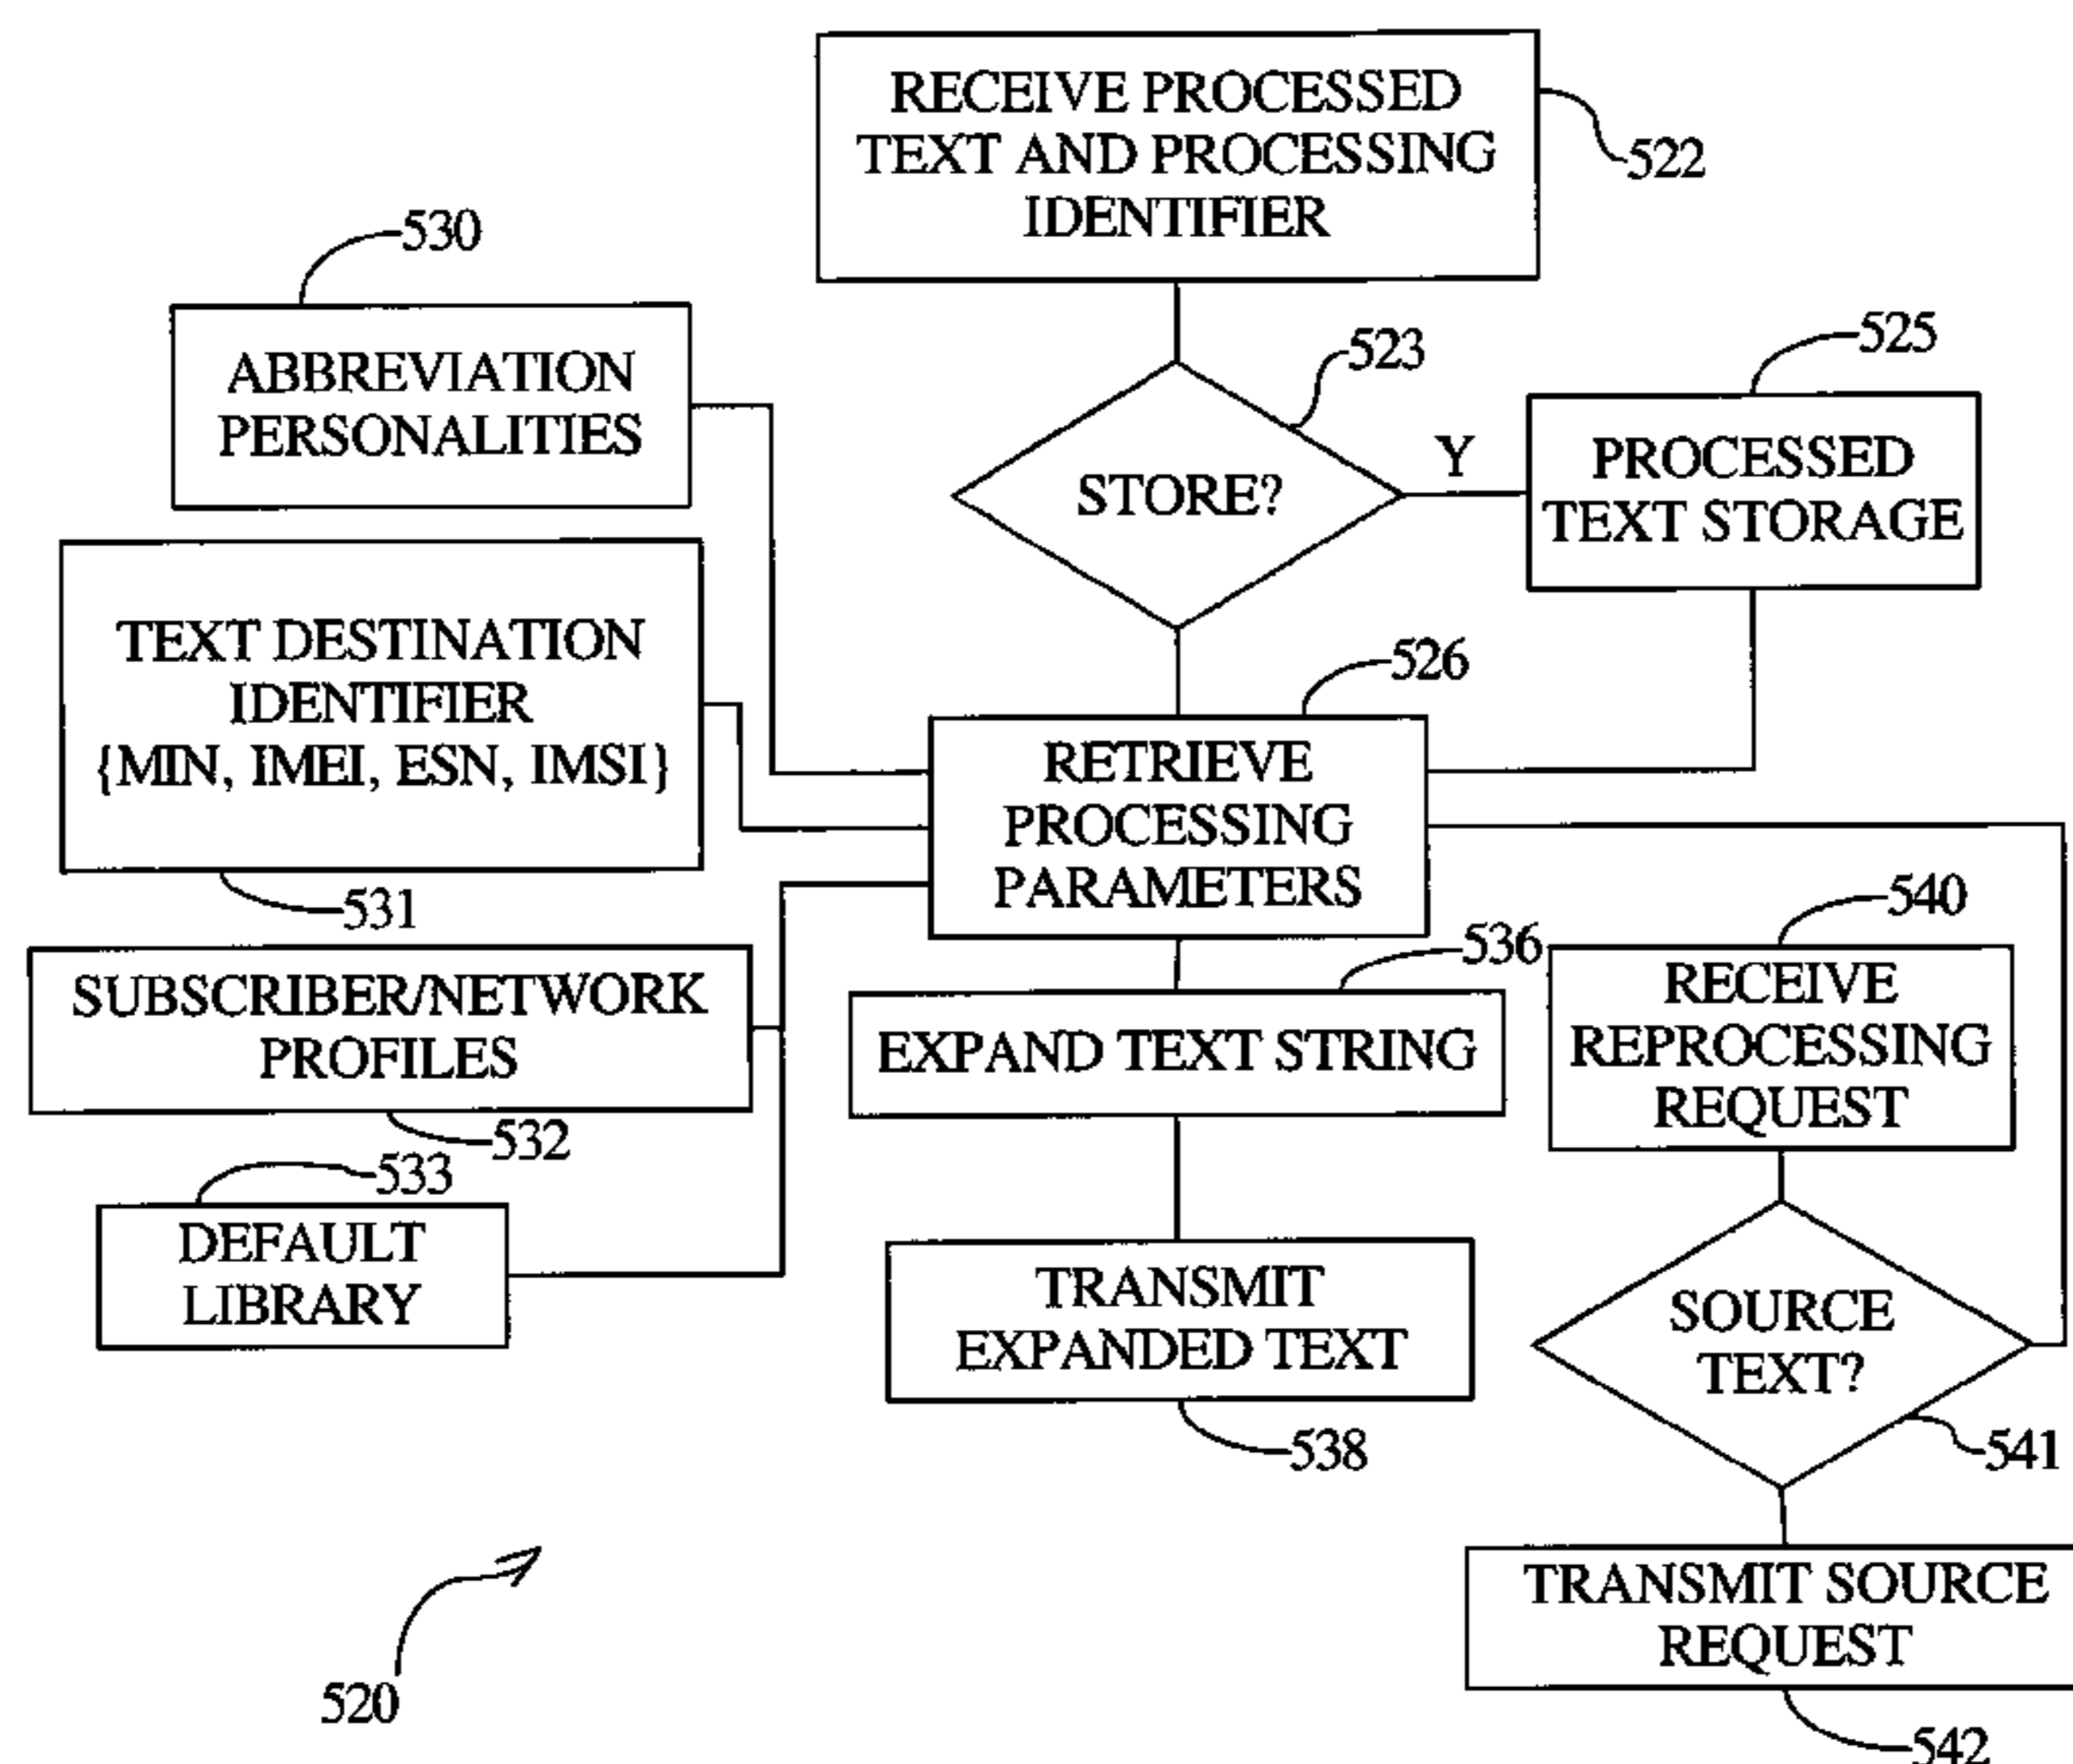 RECEIVE PROCESSED
TEXT AND PROCESSING
IDENTIFIER
522
530
ABBREVIATION
PERSONALITIES
523
STORE?
Y
525
PROCESSED
TEXT STORAGE
TEXT DESTINATION
IDENTIFIER
{MIN, IMEI, ESN, IMSI}
531
526
RETRIEVE
PROCESSING
PARAMETERS
SUBSCRIBER/NETWORK
PROFILES
532
536
EXPAND TEXT STRING
540
RECEIVE
REPROCESSING
REQUEST
533
DEFAULT
LIBRARY
TRANSMIT
EXPANDED TEXT
538
SOURCE
TEXT?
541
TRANSMIT SOURCE
REQUEST
542
520